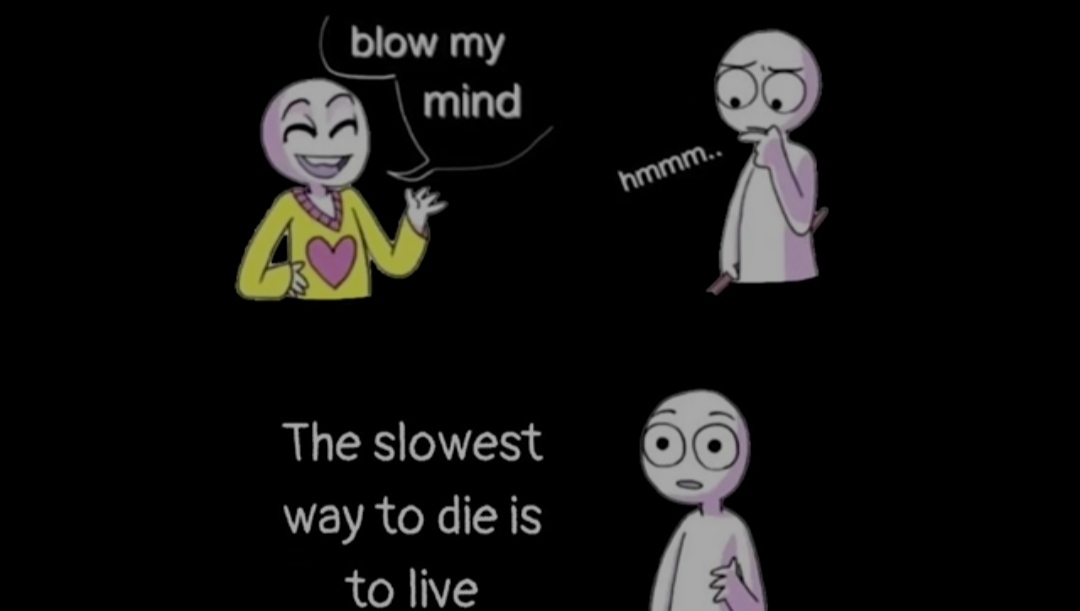 blow my
mind
hmmm..
The slowest
way to die is
to live